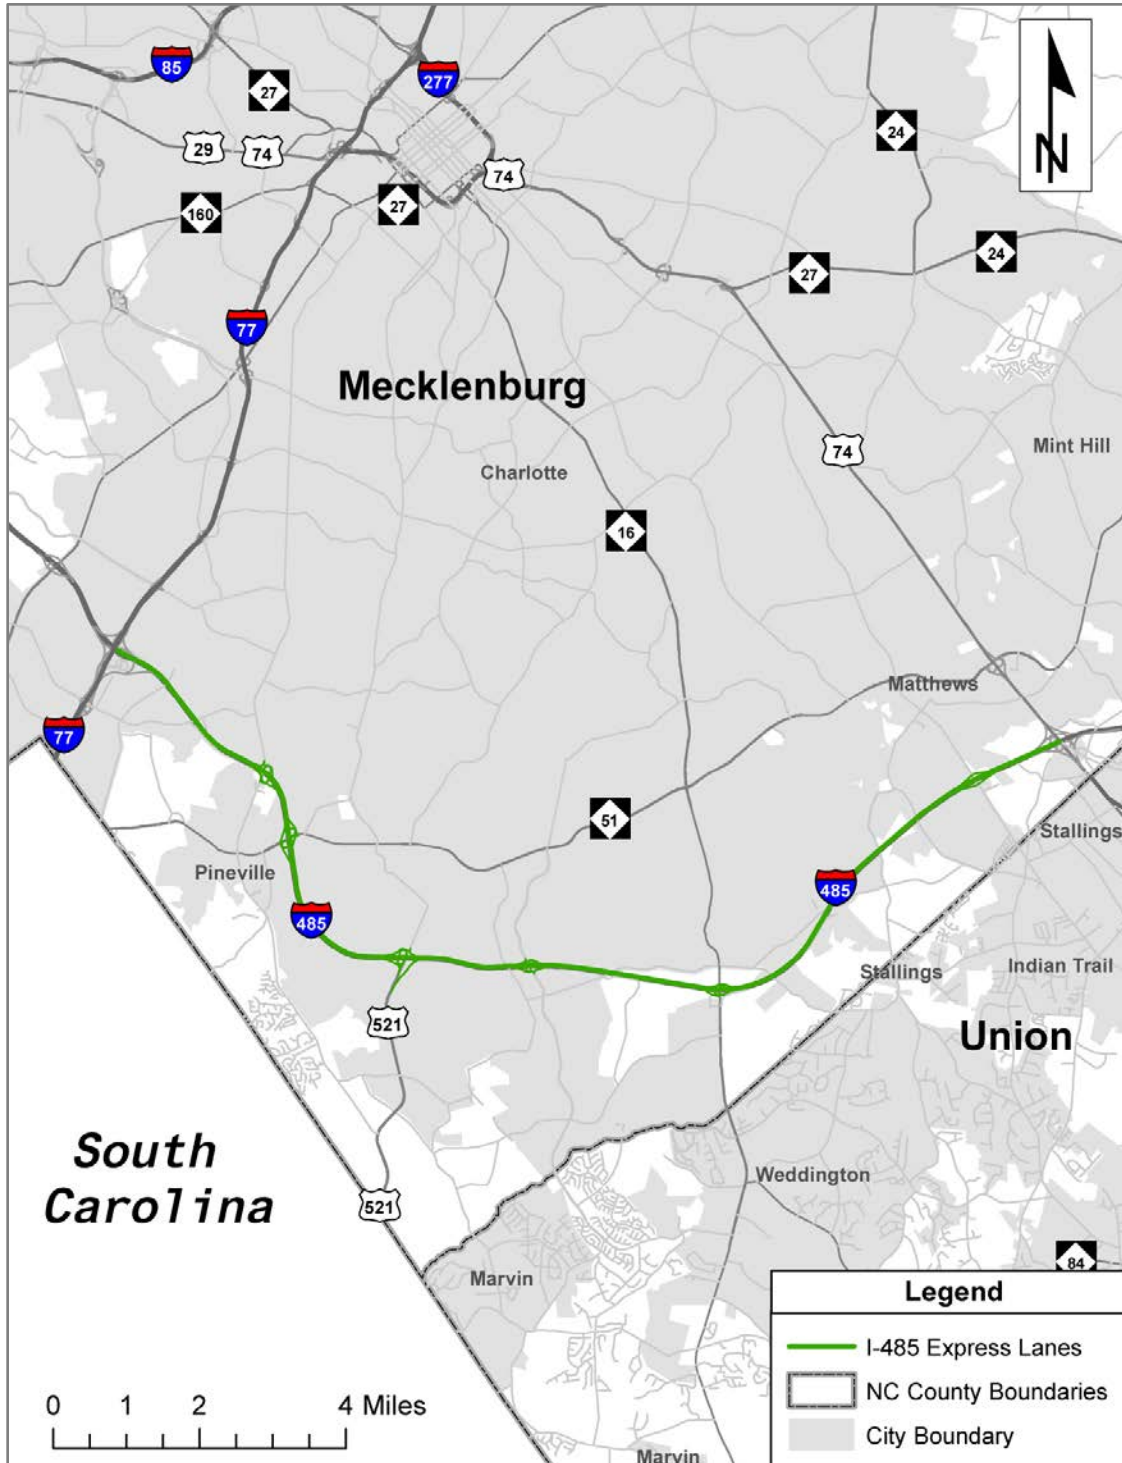 85
277
27
24
29
74
74
160
27
24
27
77
Mecklenburg
74
Mint Hill
Charlotte
16
Matthews
77
51
Stallings
Pineville
485
485
Stallings
Indian Trail
521
Union
South
Carolina
Weddington
521
84
Marvin
Legend
I-485 Express Lanes
NC County Boundaries
City Boundary
0 1 2 4 Miles
Marvin
N